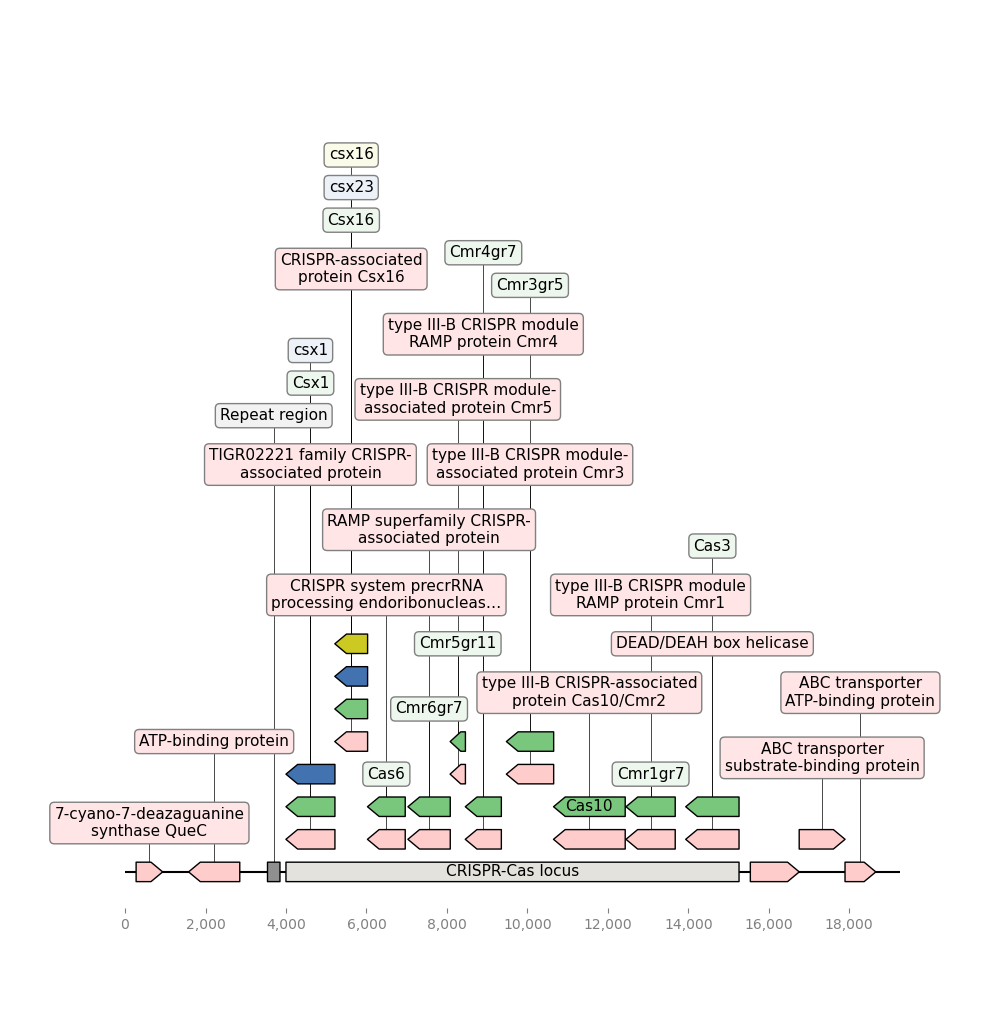 csx16
csx23
Csx16
CRISPR-associated
protein Csx16
Cmr4gr7
Cmr3gr5
type III-B CRISPR module
RAMP protein Cmr4
csx1
Csx1
type III-B CRISPR module-
associated protein Cmr5
Repeat region
TIGR02221 family CRISPR-
associated protein
type III-B CRISPR module-
associated protein Cmr3
RAMP superfamily CRISPR-
associated protein
Cas3
CRISPR system precrRNA
processing endoribonucleas...
type III-B CRISPR module
RAMP protein Cmr1
Cmr5gr11
DEAD/DEAH box helicase
type III-B CRISPR-associated
protein Cas10/Cmr2
ABC transporter
ATP-binding protein
Cmr6gr7
ATP-binding protein
ABC transporter
substrate-binding protein
Cas6
Cmr1gr7
Cas10
7-cyano-7-deazaguanine
synthase QueC
CRISPR-Cas locus
0 2,000 4,000 6,000 8,000 10,000 12,000 14,000 16,000 18,000